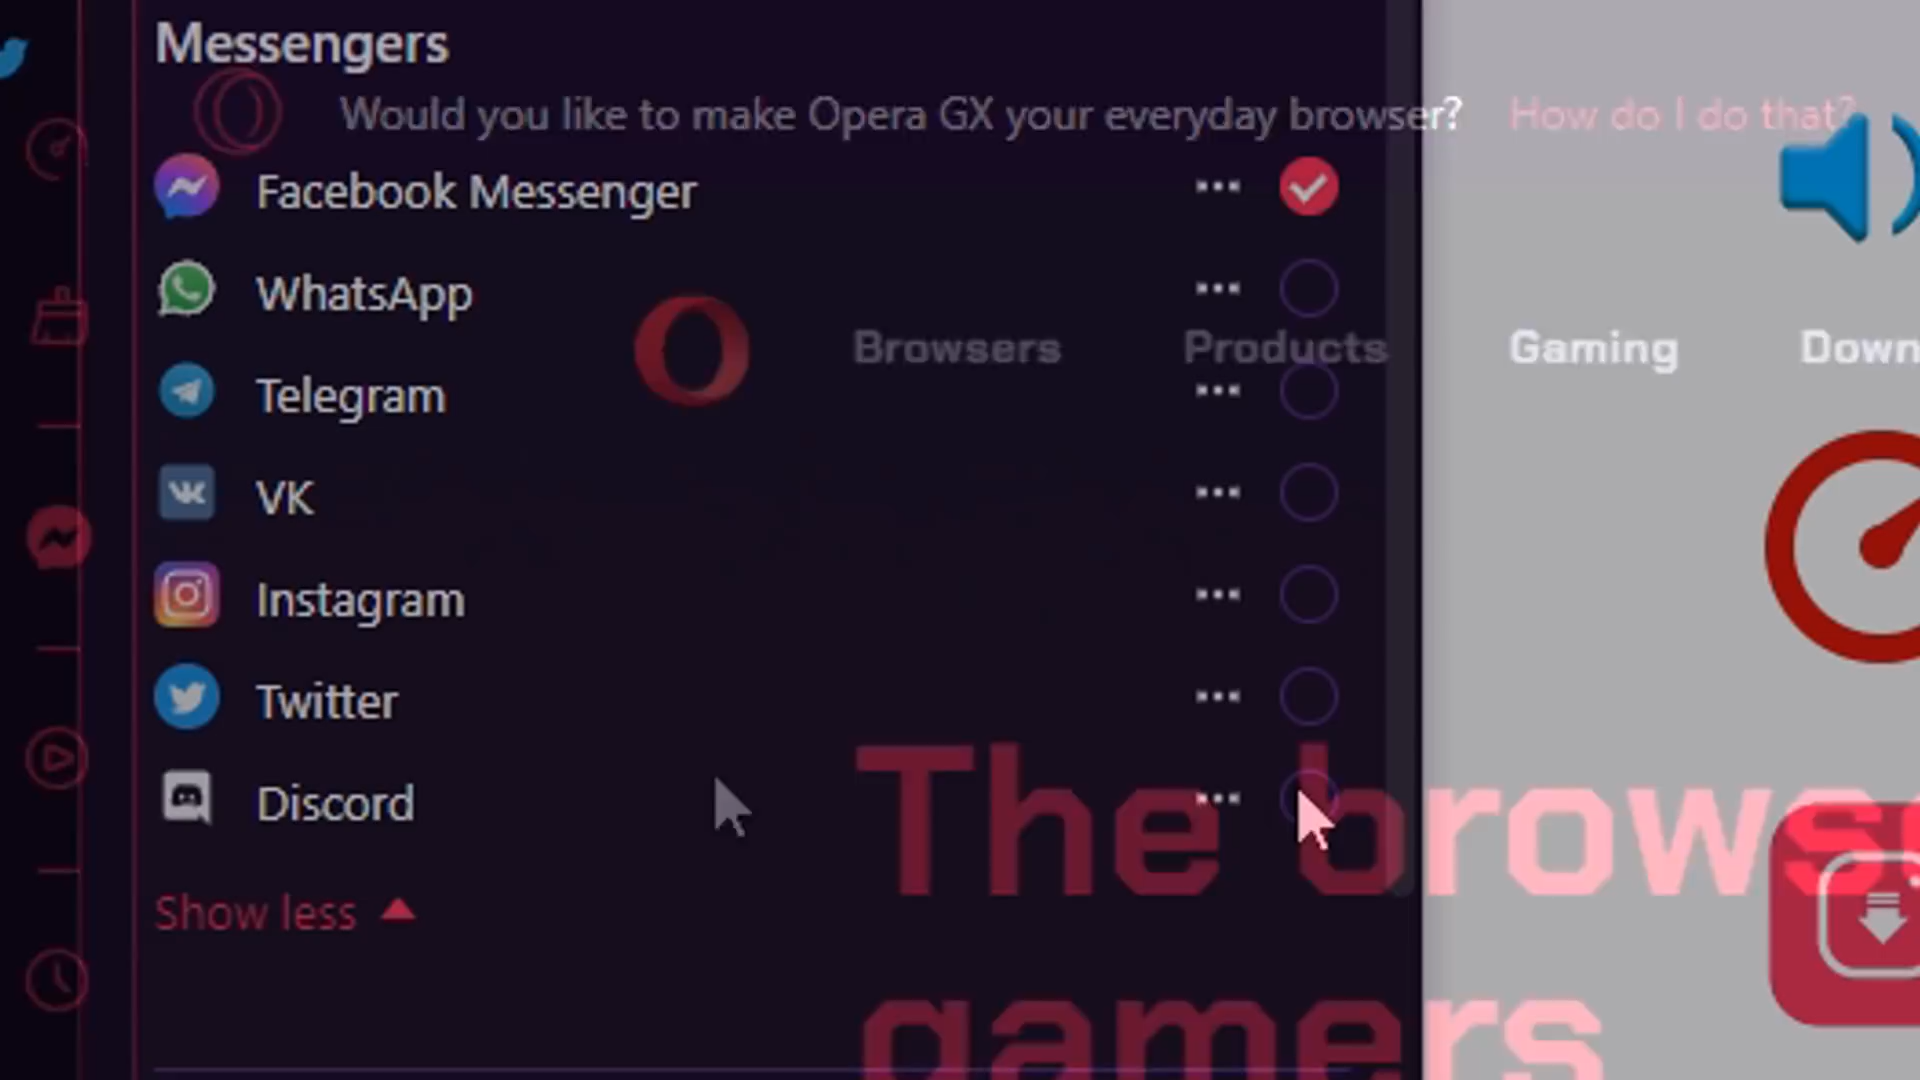 Messengers
Would you like to make Opera GX your everyday browser? How do I do that?
Facebook Messenger
WhatsApp
Browsers Products Gaming Down
Telegram
VK
Instagram
Twitter
Discord
The browse
Show less
gamers